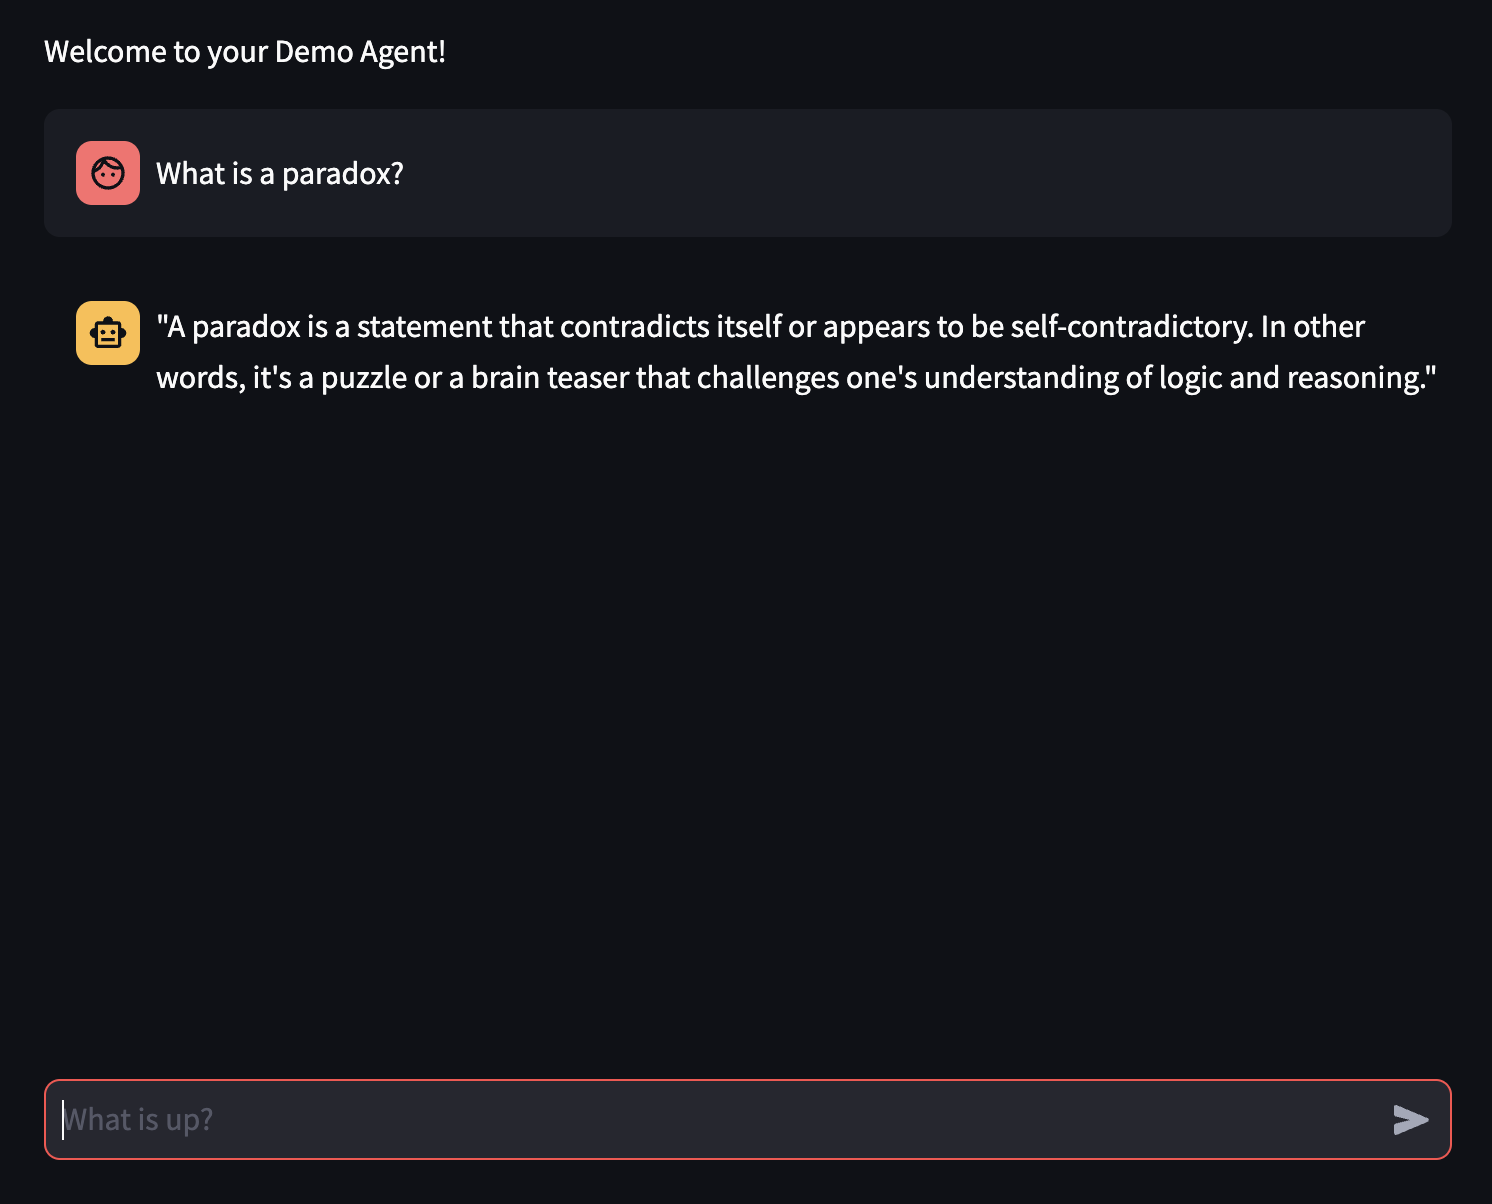 Welcome to your Demo Agent!
What is a paradox?
"A paradox is a statement that contradicts itself or appears to be self-contradictory. In other
words, it's a puzzle or a brain teaser that challenges one's understanding of logic and reasoning."
What is up?